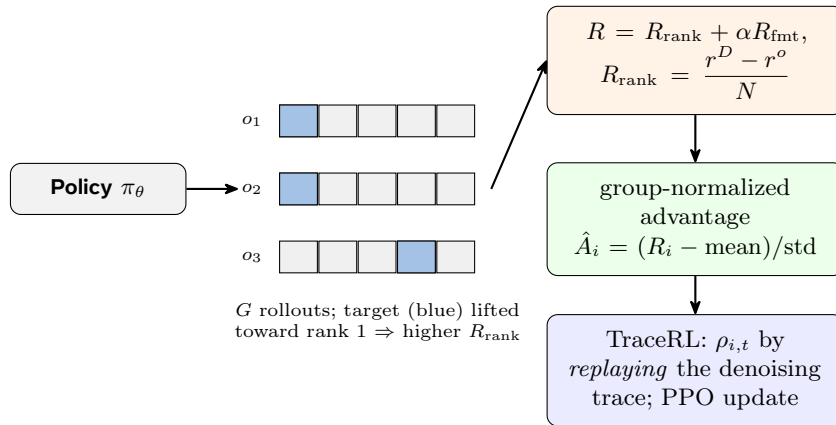 Policy π_θ
o_1
o_2
o_3
G rollouts; target (blue) lifted
toward rank 1 ⇒ higher R_rank
R = R_rank + αR_fmt,
R_rank = (r^D − r^o) / N
group-normalized
advantage
Â_i = (R_i − mean)/std
TraceRL: ρ_{i,t} by
replaying the denoising
trace; PPO update